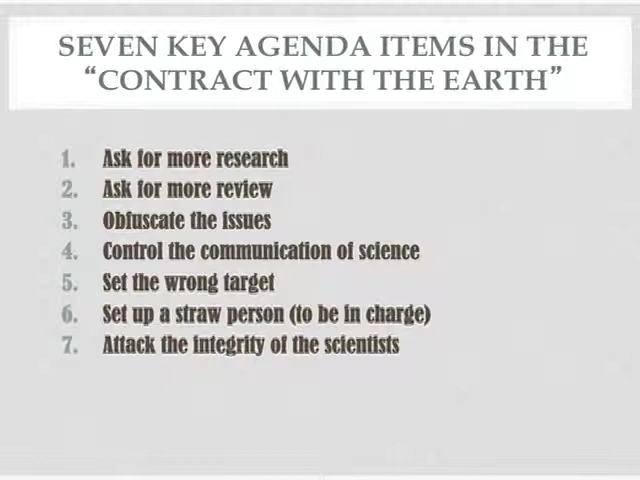 SEVEN KEY AGENDA ITEMS IN THE
“CONTRACT WITH THE EARTH”
1. Ask for more research
2. Ask for more review
3. Obfuscate the issues
4. Control the communication of science
5. Set the wrong target
6. Set up a straw person (to be in charge)
7. Attack the integrity of the scientists